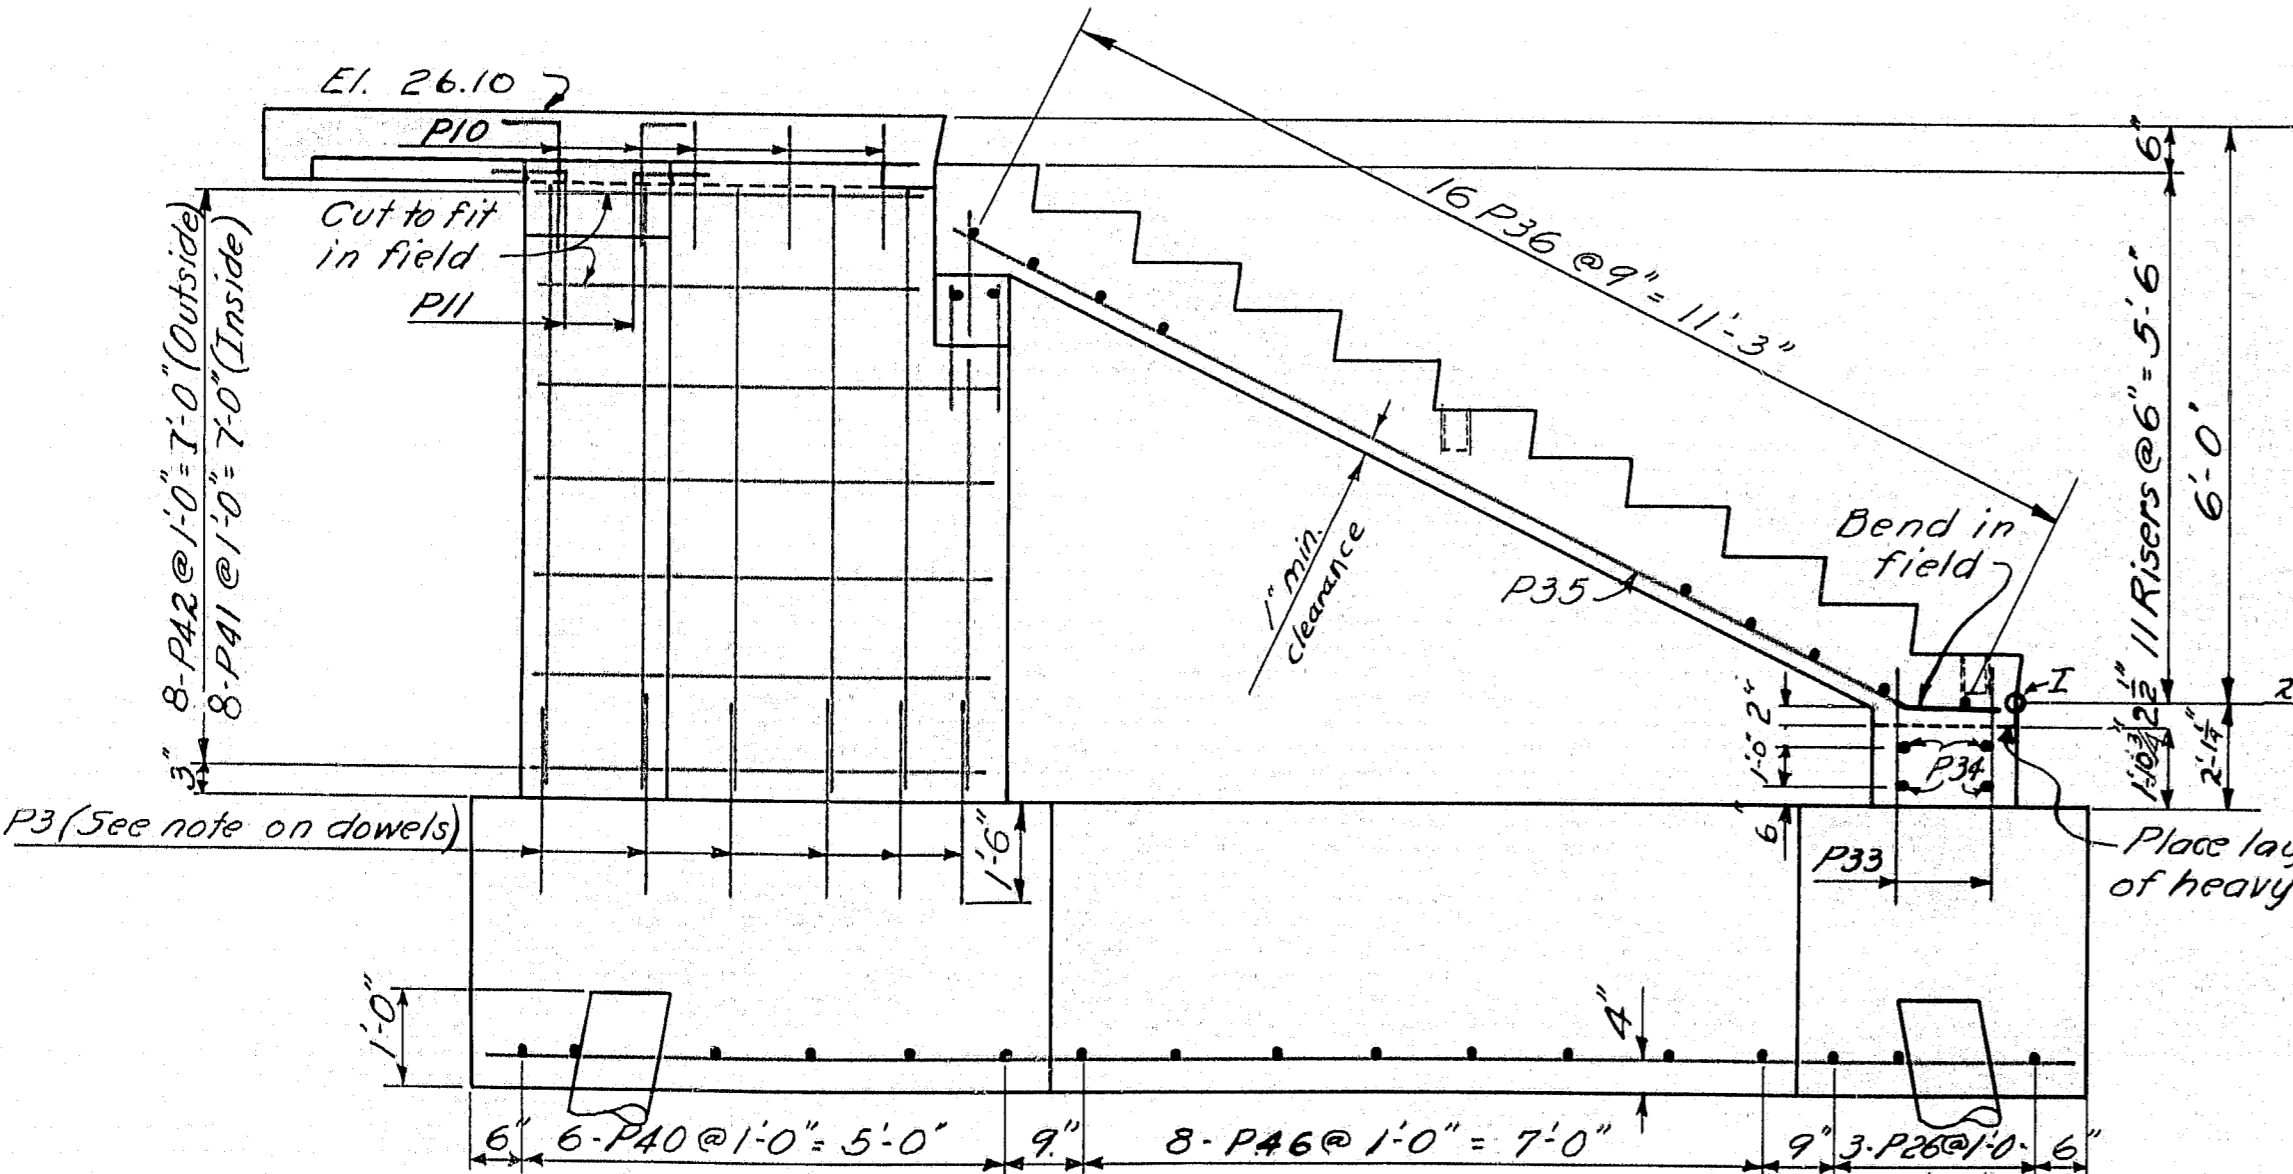 El. 26.10
P10
Cut to fit
in field
P11
8-P42 @ 1'-0" = 7'-0" (Outside)
8-P41 @ 1'-0" = 7'-0" (Inside)
3"
P3 (See note on dowels)
1'-6"
1'-0"
16 P36 @ 9" = 11'-3"
1" min.
clearance
P35
Bend in
field
I
6"
11 Risers @ 6" = 5'-6"
6'-0"
2½"
1'-10¾"
2'-1¼"
2"
1'-0"
6"
P34
P33
Place lay
of heavy
4"
6"
6-P40 @ 1'-0" = 5'-0"
9"
8-P46 @ 1'-0" = 7'-0"
9"
3-P26 @ 1'-0
6"